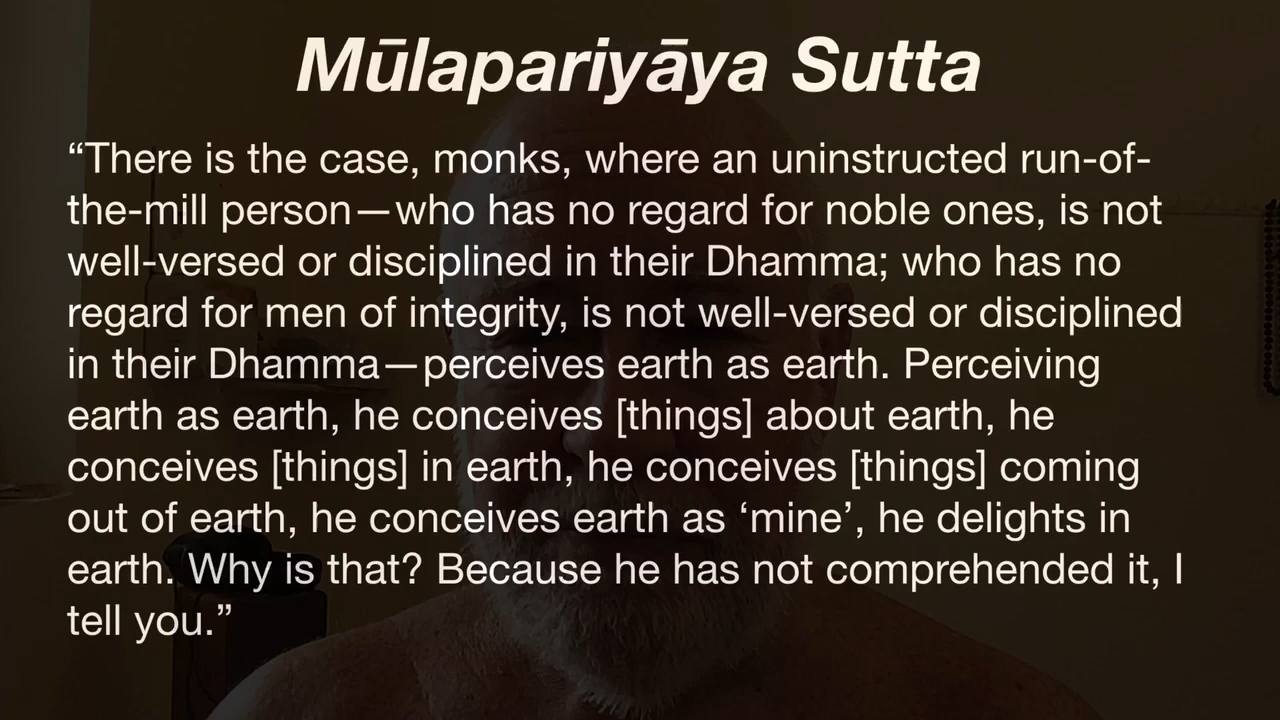 Mūlapariyāya Sutta
“There is the case, monks, where an uninstructed run-of-
the-mill person—who has no regard for noble ones, is not
well-versed or disciplined in their Dhamma; who has no
regard for men of integrity, is not well-versed or disciplined
in their Dhamma—perceives earth as earth. Perceiving
earth as earth, he conceives [things] about earth, he
conceives [things] in earth, he conceives [things] coming
out of earth, he conceives earth as ‘mine’, he delights in
earth. Why is that? Because he has not comprehended it, I
tell you.”